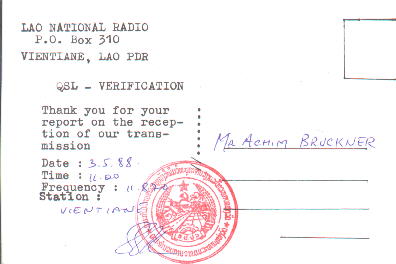 LAO NATIONAL RADIO
P.O. Box 310
VIENTIANE, LAO PDR
QSL - VERIFICATION
Thank you for your
report on the recep-
tion of our trans-
mission
Date : 3.5.88.
Time : 11.00
Frequency :
Station :
VIENTIANE
Mr ACHIM BRUCKNER